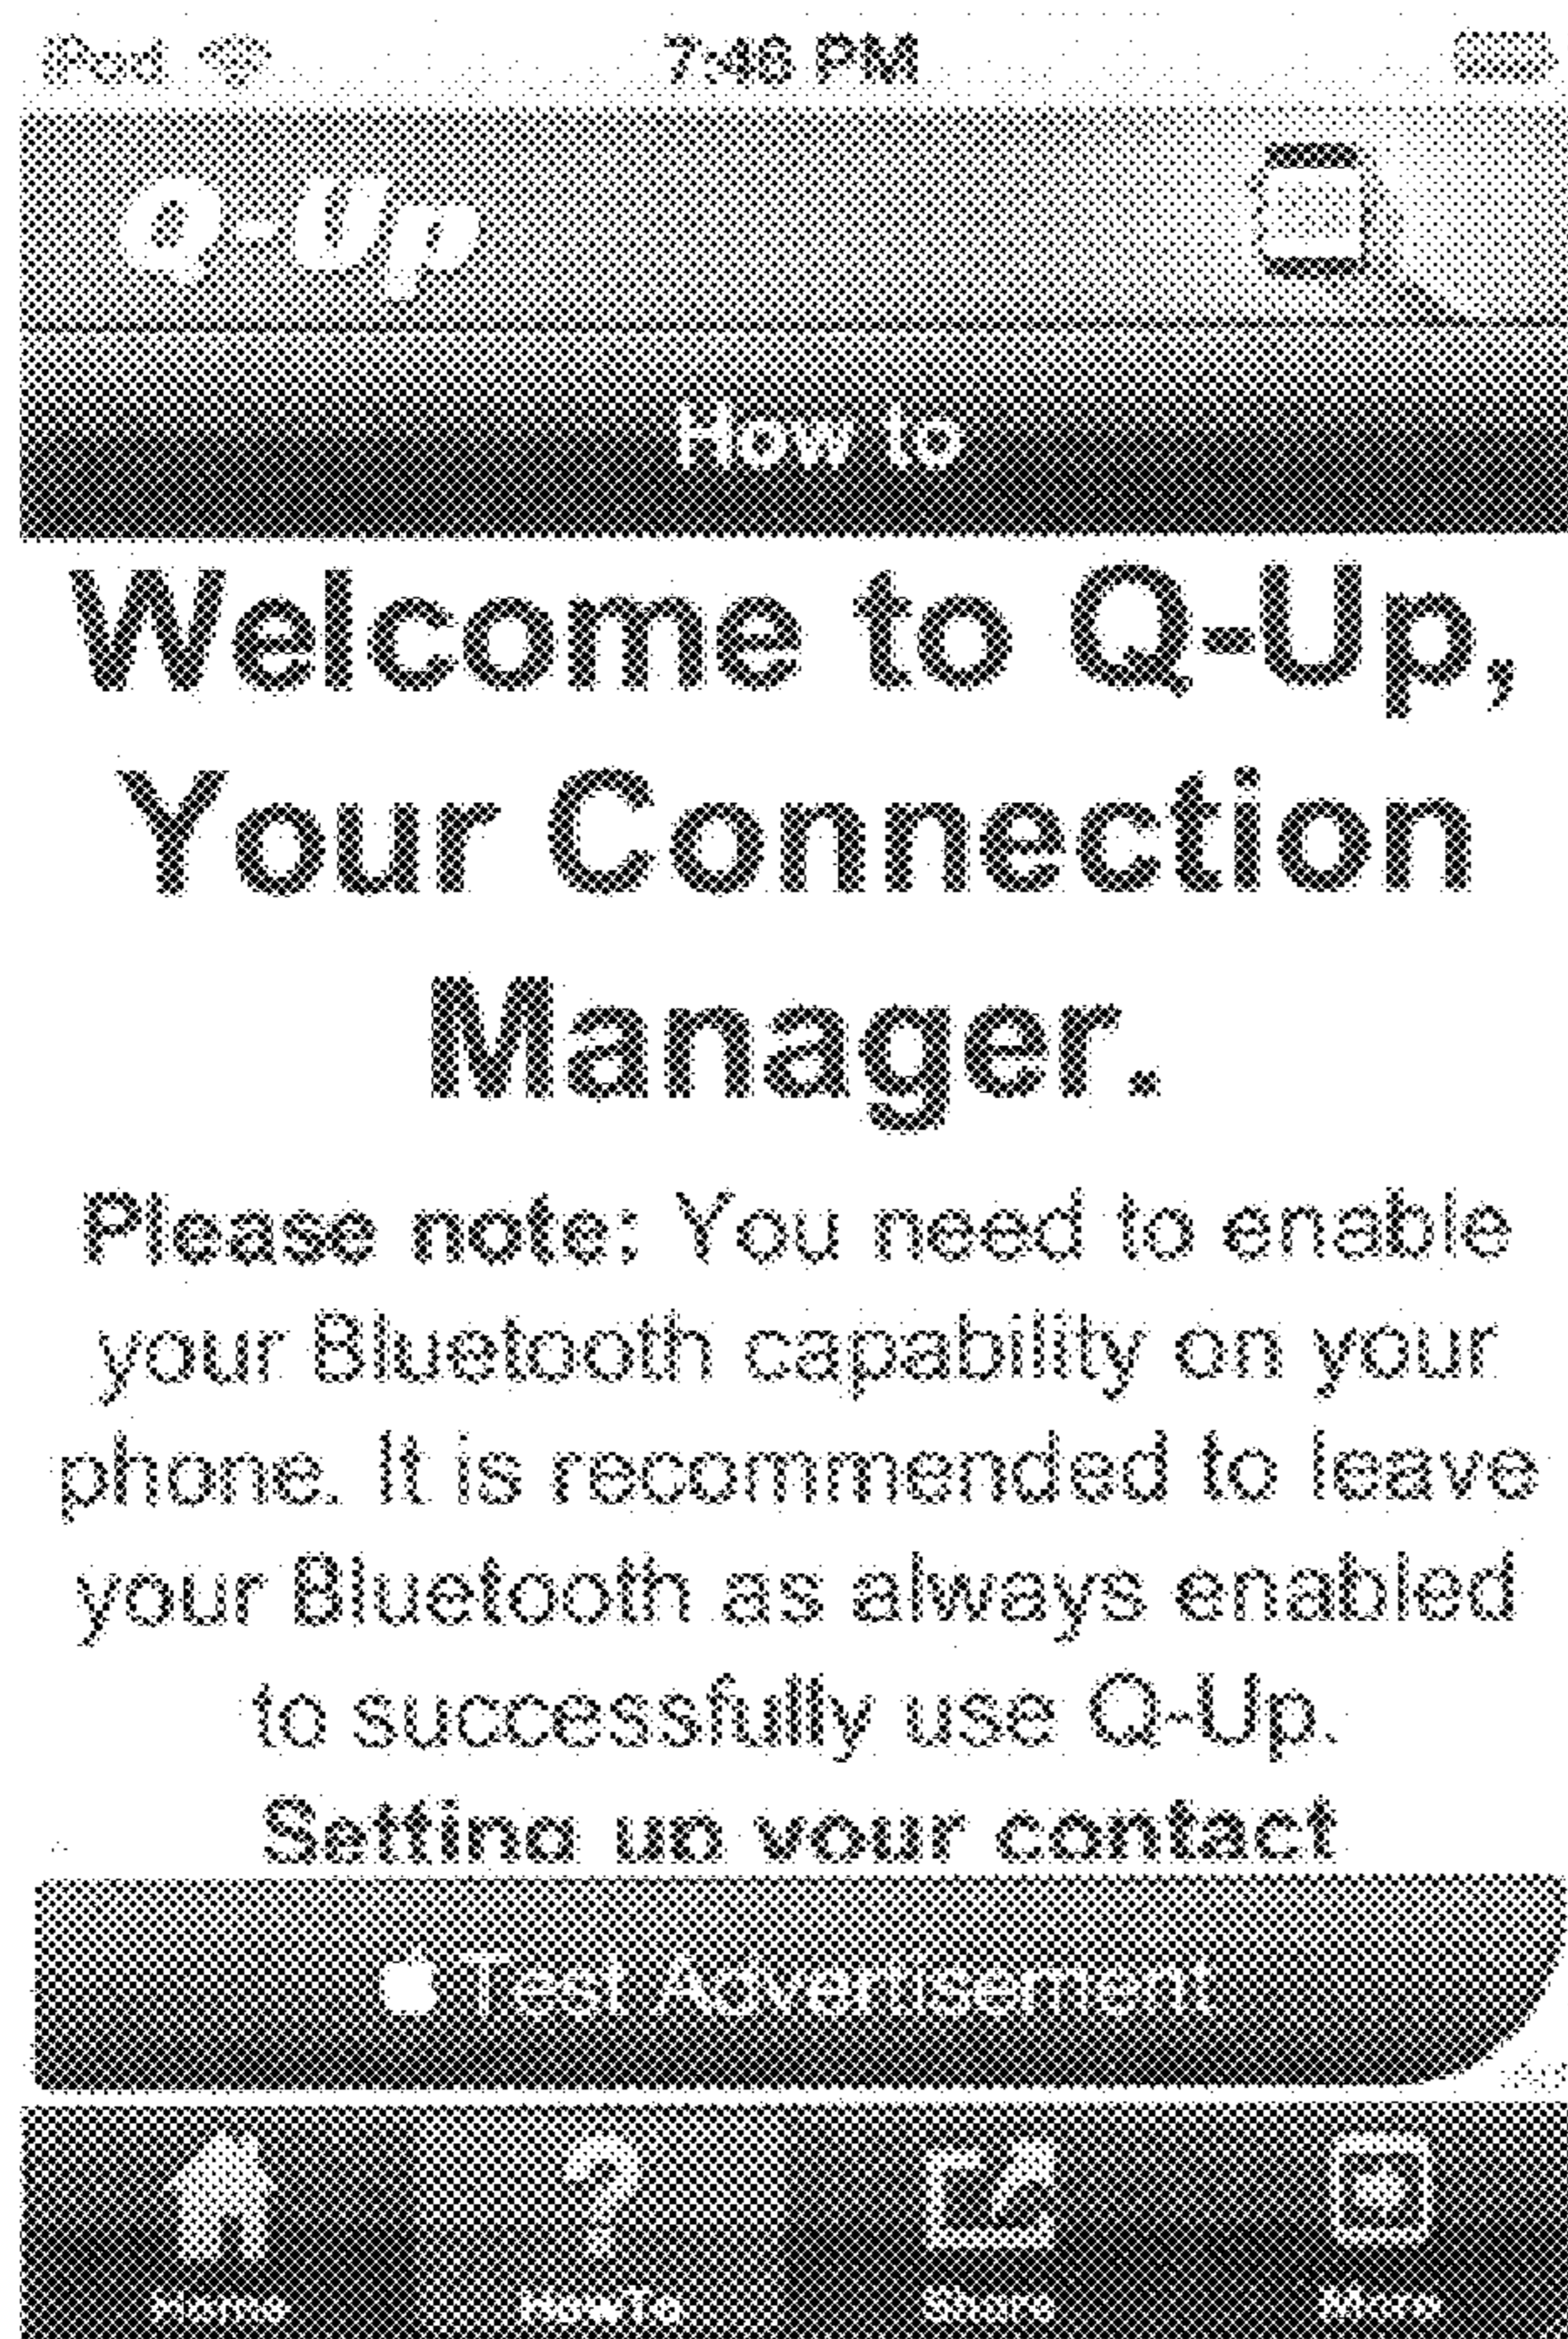 iPod 7:46 PM
Q-Up
How to
Welcome to Q-Up,
Your Connection
Manager.
Please note: You need to enable
your Bluetooth capability on your
phone. It is recommended to leave
your Bluetooth as always enabled
to successfully use Q-Up.
Setting up your contact
Test Advertisement
Home HowTo Share More